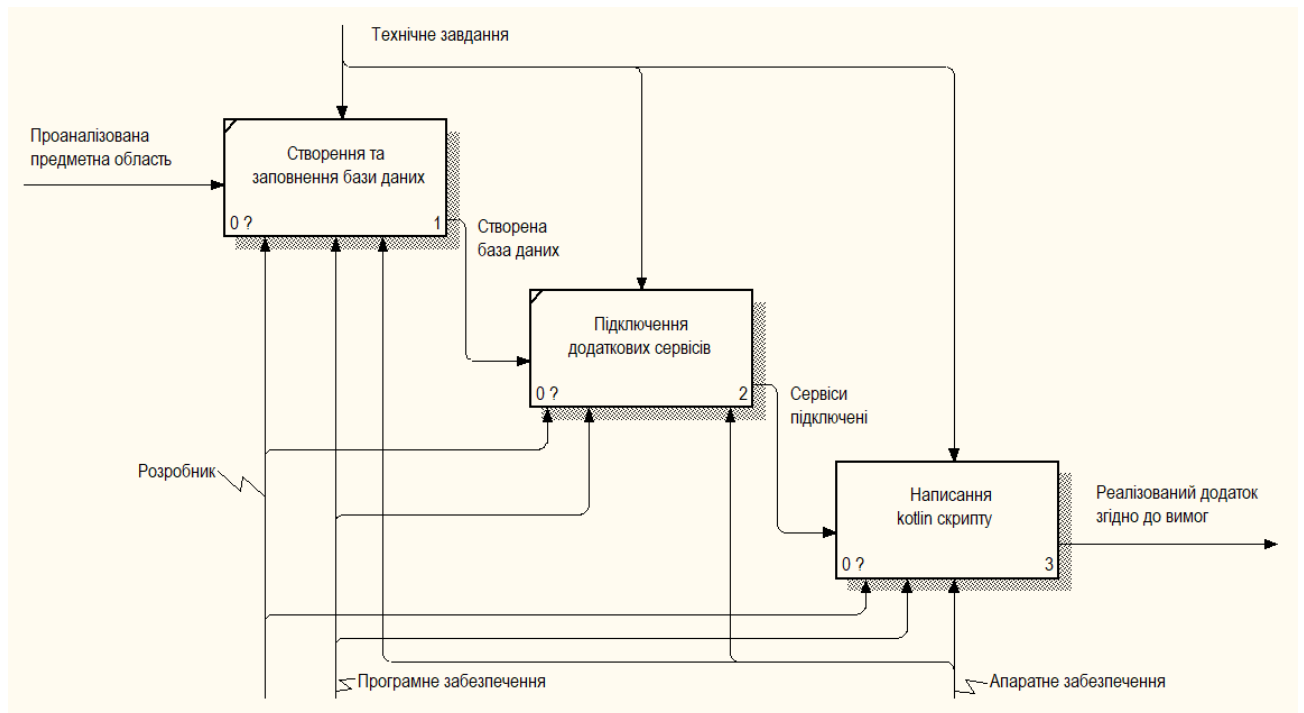 Технічне завдання
Проаналізована
предметна область
Створення та
заповнення бази даних
0 ?
1
Створена
база даних
Підключення
додаткових сервісів
0 ?
2
Сервіси
підключені
Розробник
Написання
kotlin скрипту
0 ?
3
Реалізований додаток
згідно до вимог
Програмне забезпечення
Апаратне забезпечення